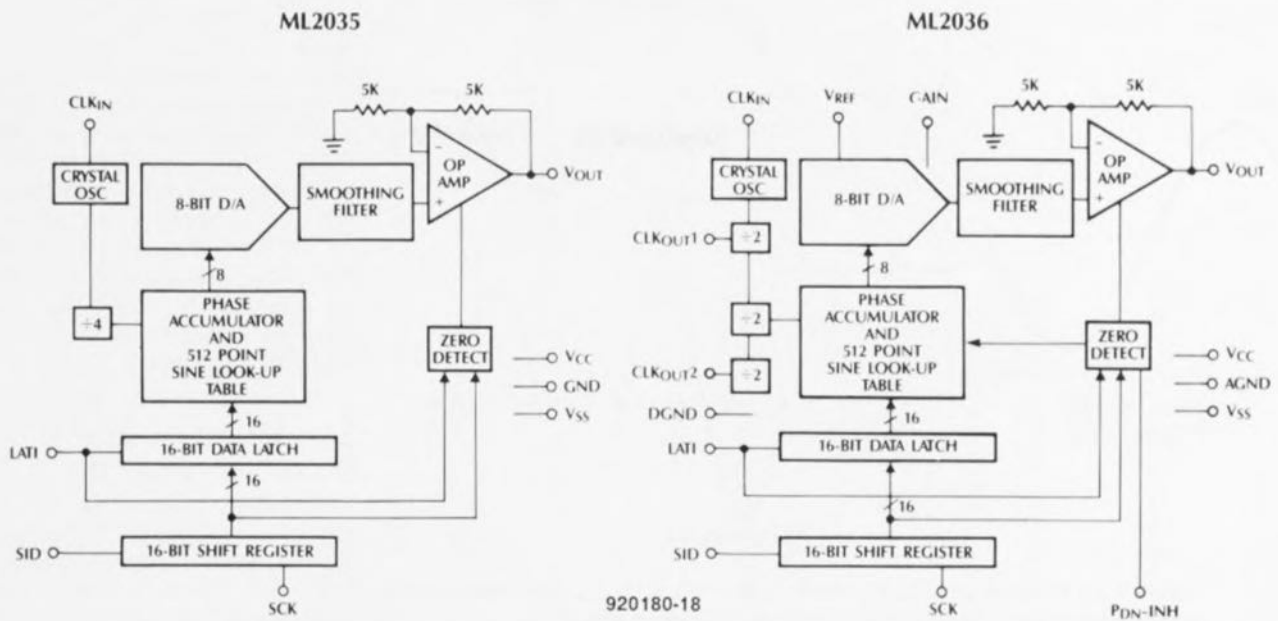 ML2035
5K
5K
CLKIN
CRYSTAL
OSC
8-BIT D/A
SMOOTHING
FILTER
-
OP
AMP
+
VOUT
8
÷4
PHASE
ACCUMULATOR
AND
512 POINT
SINE LOOK-UP
TABLE
ZERO
DETECT
VCC
GND
VSS
16
LATI
16-BIT DATA LATCH
16
SID
16-BIT SHIFT REGISTER
SCK
ML2036
5K
5K
CLKIN
VREF
GAIN
CRYSTAL
OSC
8-BIT D/A
SMOOTHING
FILTER
-
OP
AMP
+
VOUT
CLKOUT1
÷2
8
÷2
PHASE
ACCUMULATOR
AND
512 POINT
SINE LOOK-UP
TABLE
ZERO
DETECT
VCC
AGND
VSS
CLKOUT2
÷2
DGND
16
LATI
16-BIT DATA LATCH
16
SID
16-BIT SHIFT REGISTER
SCK
PDN-INH
920180-18